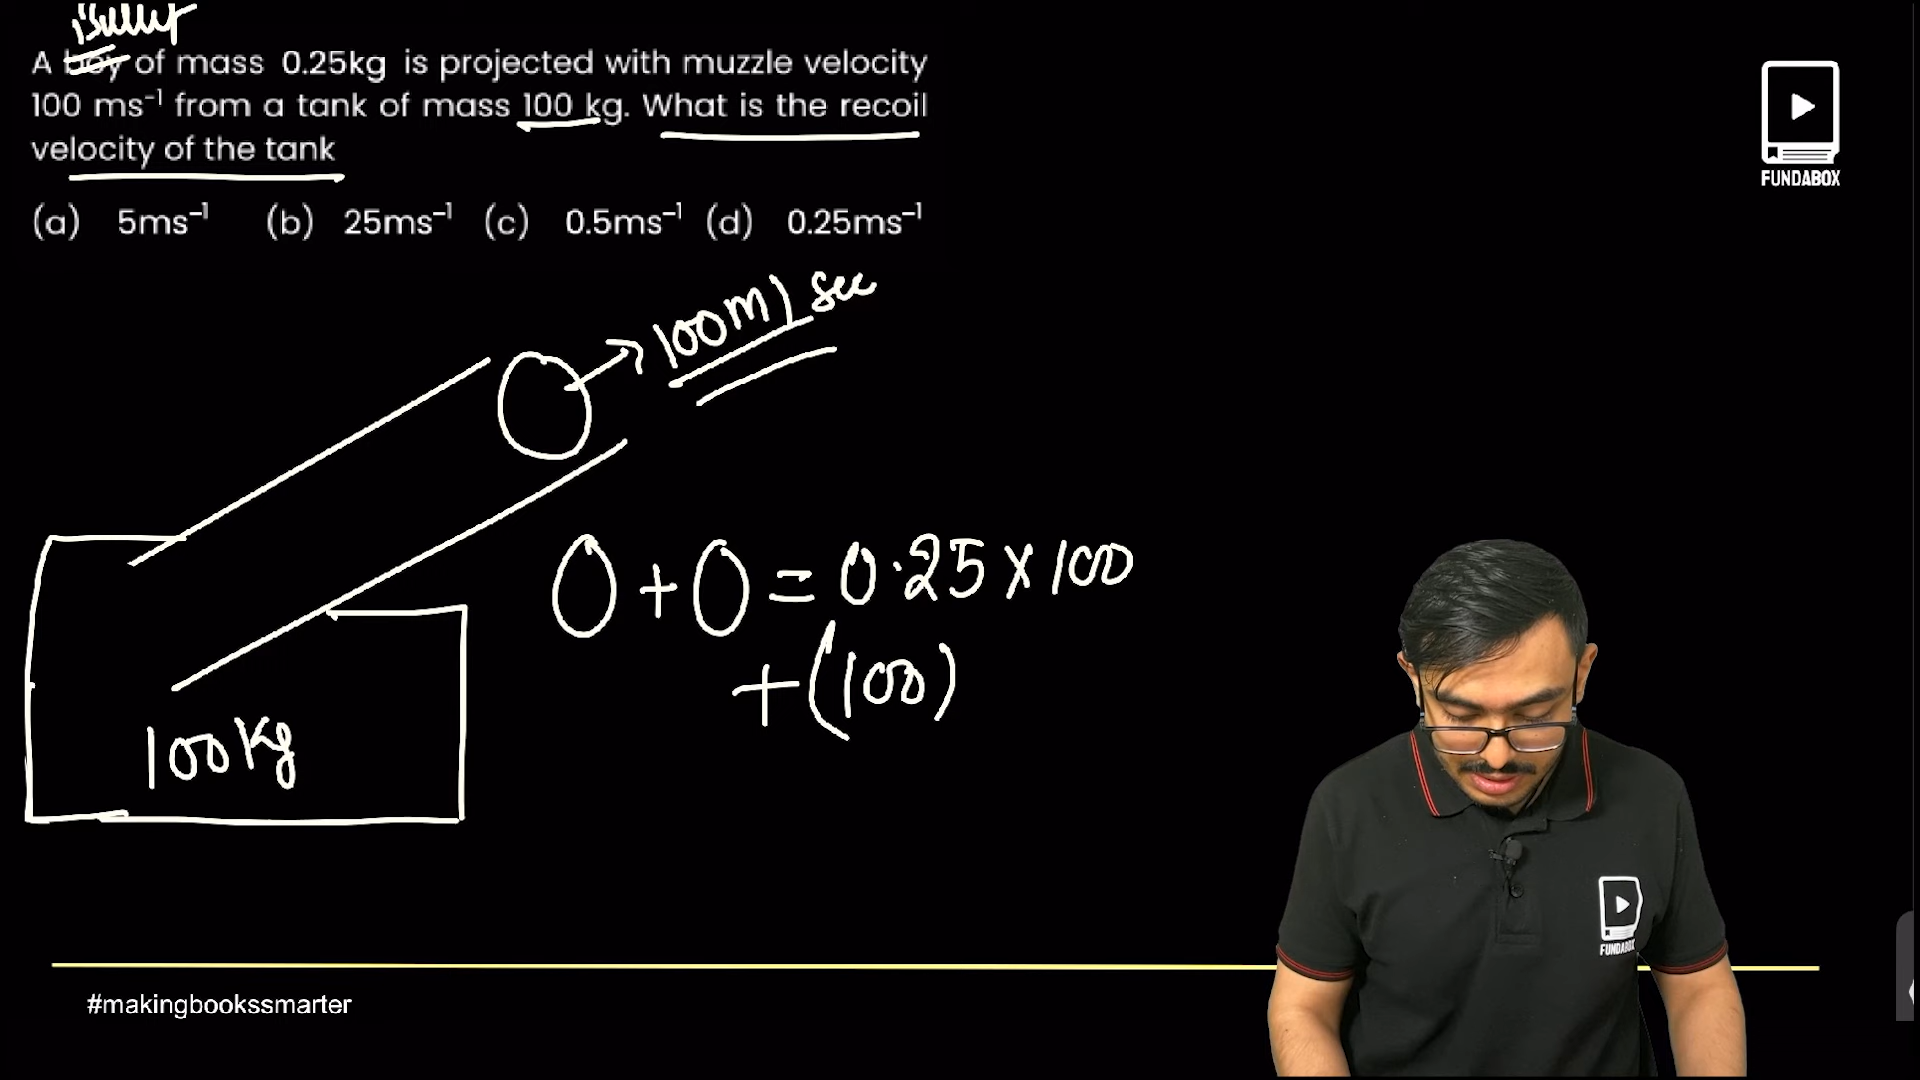 Bullet
A boy of mass 0.25kg is projected with muzzle velocity
100 ms⁻¹ from a tank of mass 100 kg. What is the recoil
velocity of the tank
(a) 5ms⁻¹ (b) 25ms⁻¹ (c) 0.5ms⁻¹ (d) 0.25ms⁻¹
FUNDABOX
100m/sec
0+0=0.25×100
+(100)
100kg
FUNDABOX
#makingbookssmarter